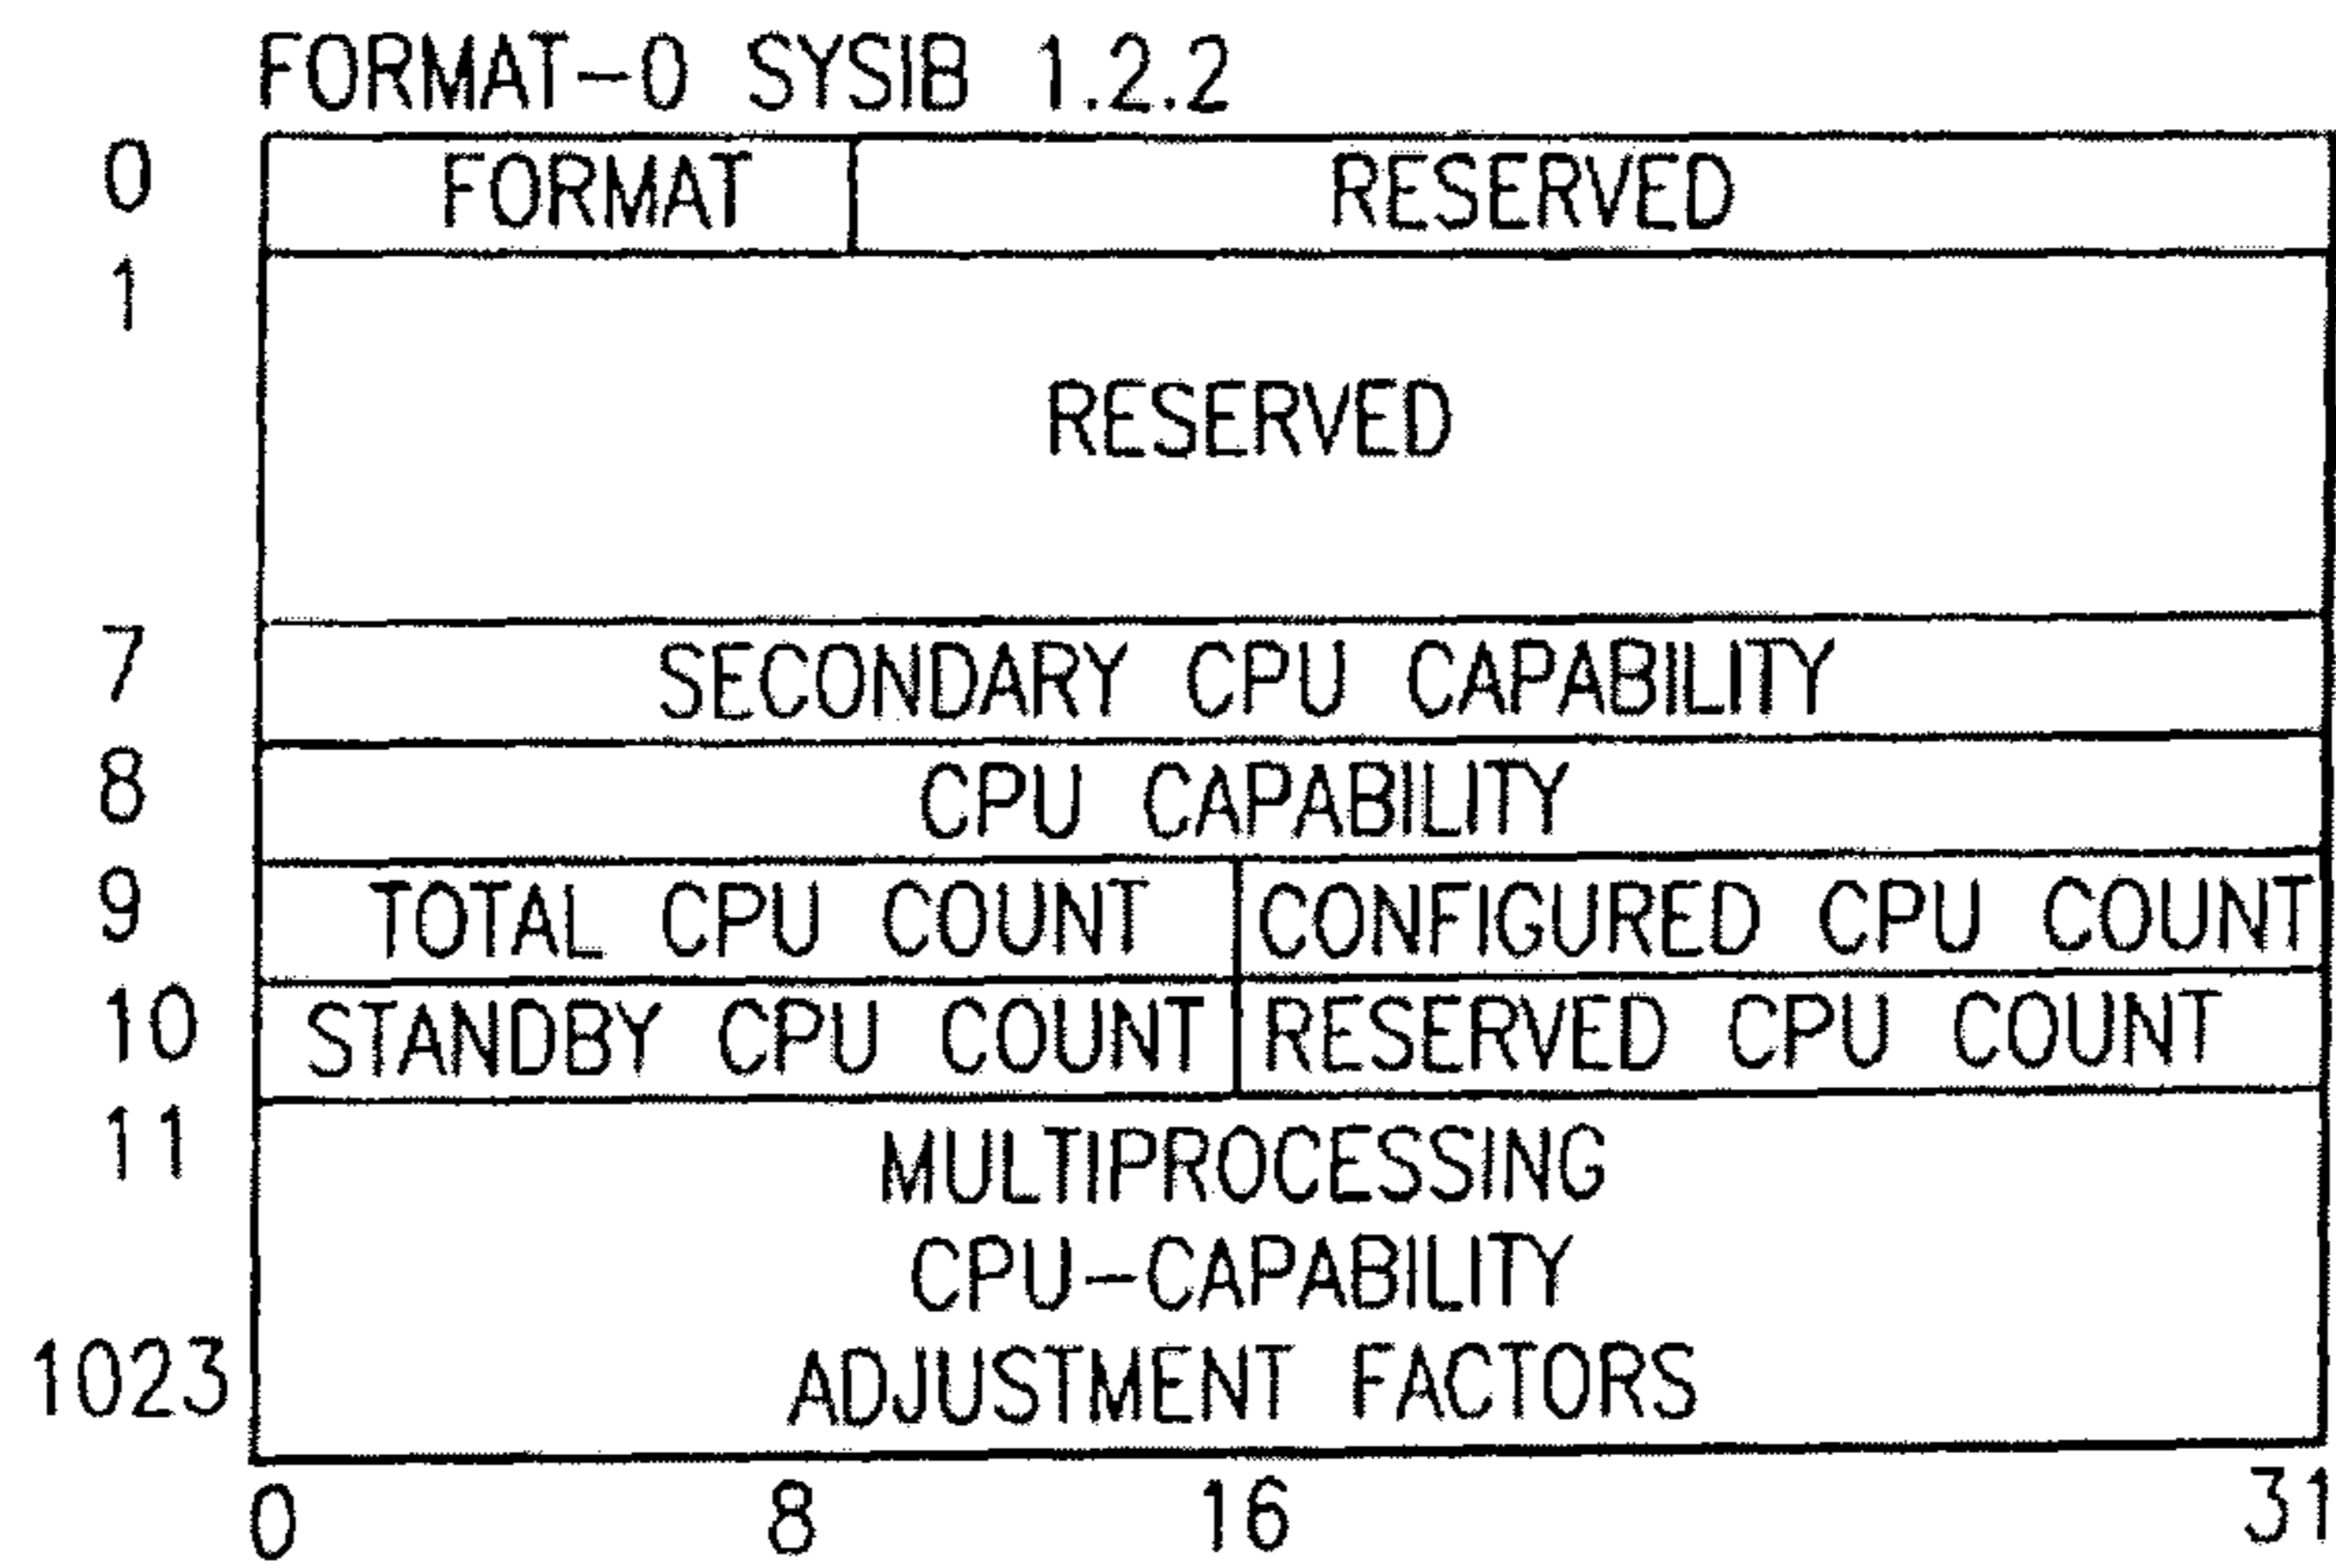 FORMAT-0 SYSIB 1.2.2
0 FORMAT RESERVED
1
RESERVED
7 SECONDARY CPU CAPABILITY
8 CPU CAPABILITY
9 TOTAL CPU COUNT CONFIGURED CPU COUNT
10 STANDBY CPU COUNT RESERVED CPU COUNT
11 MULTIPROCESSING
CPU-CAPABILITY
1023 ADJUSTMENT FACTORS
0 8 16 31